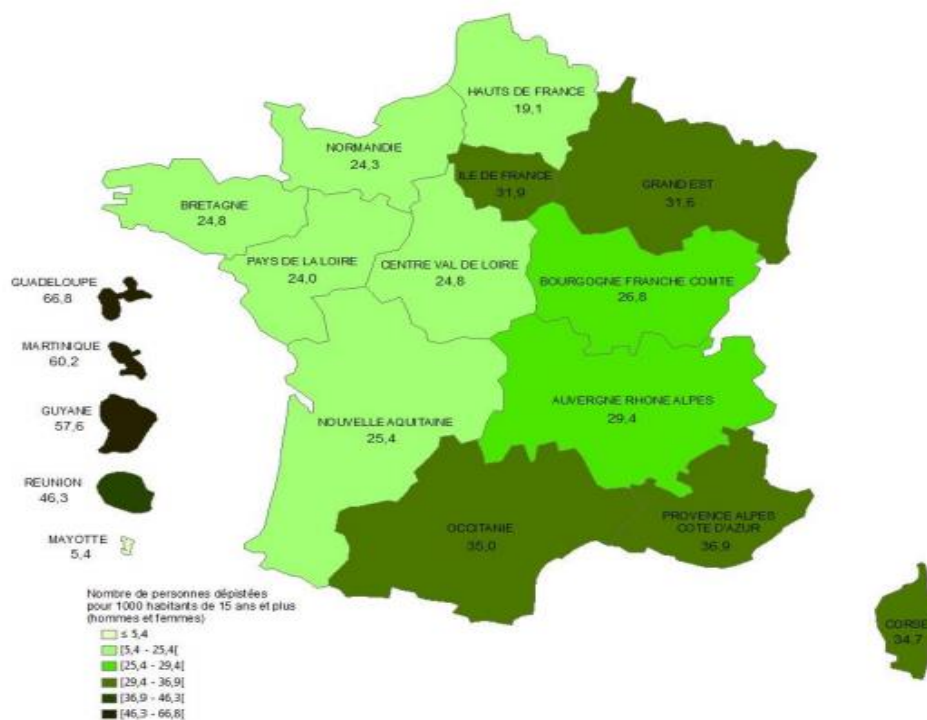 HAUTS DE FRANCE
19,1
NORMANDIE
24,3
ILE DE FRANCE
31,9
GRAND EST
31,6
BRETAGNE
24,8
PAYS DE LA LOIRE
24,0
CENTRE VAL DE LOIRE
24,8
BOURGOGNE FRANCHE COMTE
26,8
GUADELOUPE
66,8
MARTINIQUE
60,2
GUYANE
57,6
REUNION
46,3
MAYOTTE
5,4
NOUVELLE AQUITAINE
25,4
AUVERGNE RHONE ALPES
29,4
OCCITANIE
35,0
PROVENCE ALPES
COTE D'AZUR
36,9
CORSE
34,7
Nombre de personnes dépistées
pour 1000 habitants de 15 ans et plus
(hommes et femmes)
≤ 5,4
[5,4 - 25,4[
[25,4 - 29,4[
[29,4 - 36,9[
[36,9 - 46,3[
[46,3 - 66,8[